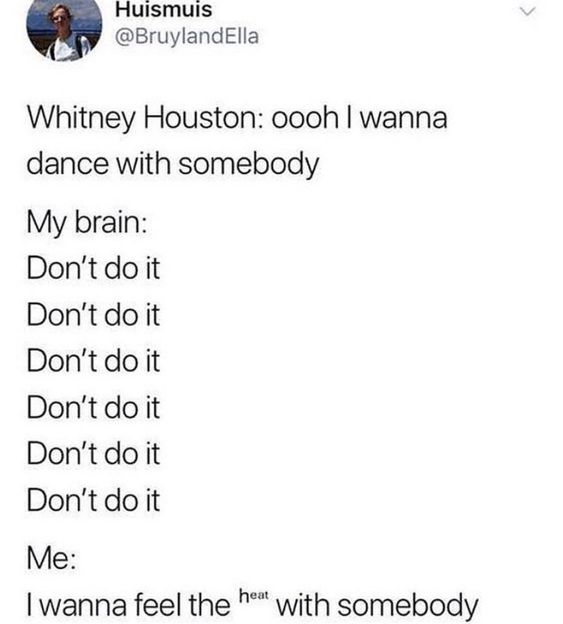 Huismuis
@BruylandElla
Whitney Houston: oooh I wanna
dance with somebody
My brain:
Don't do it
Don't do it
Don't do it
Don't do it
Don't do it
Don't do it
Me:
I wanna feel the heat with somebody